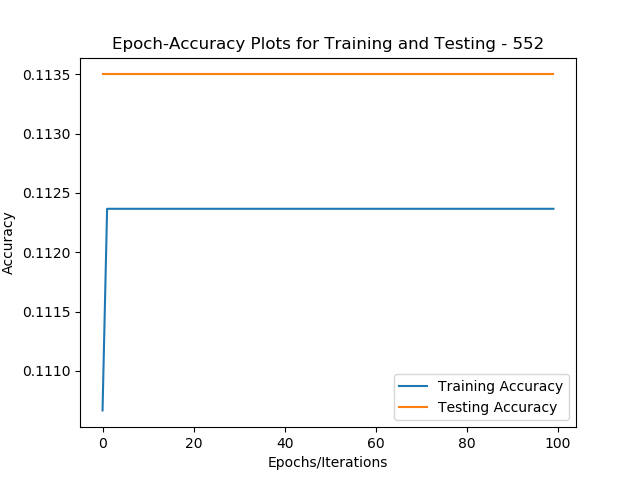 Epoch-Accuracy Plots for Training and Testing - 552
0.1135
0.1130
0.1125
0.1120
0.1115
0.1110
Accuracy
Training Accuracy
Testing Accuracy
0 20 40 60 80 100
Epochs/Iterations